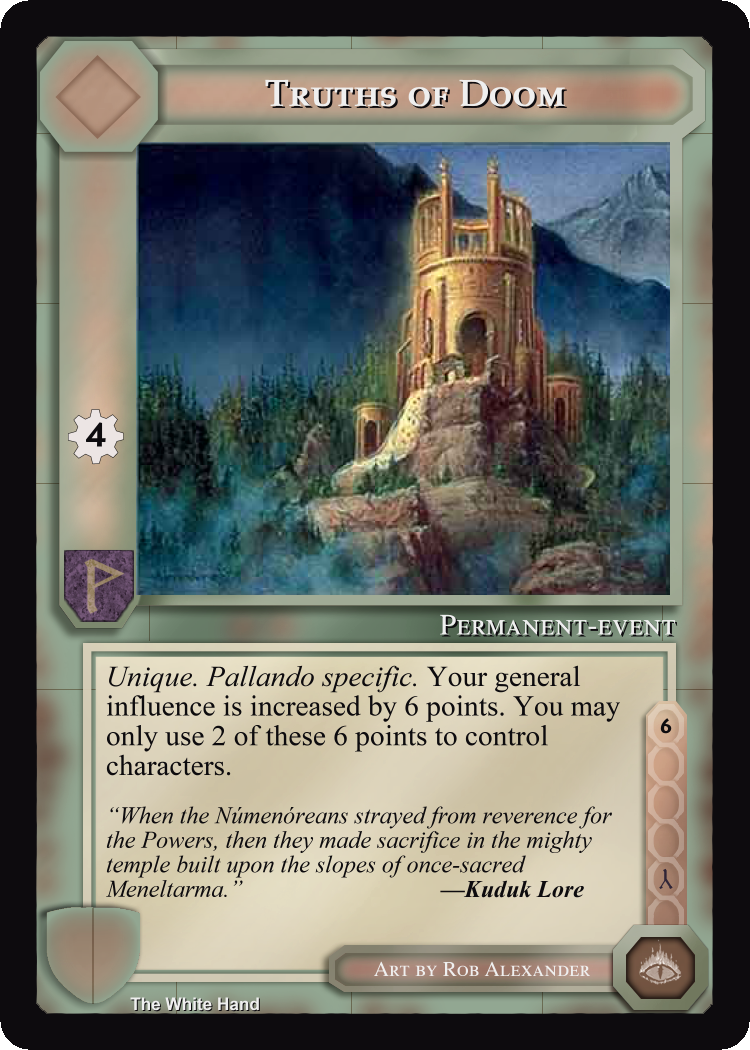 Truths of Doom
4
Permanent-event
Unique. Pallando specific. Your general
influence is increased by 6 points. You may
only use 2 of these 6 points to control
characters.
6
“When the Númenóreans strayed from reverence for
the Powers, then they made sacrifice in the mighty
temple built upon the slopes of once-sacred
Meneltarma.” —Kuduk Lore
Art by Rob Alexander
The White Hand